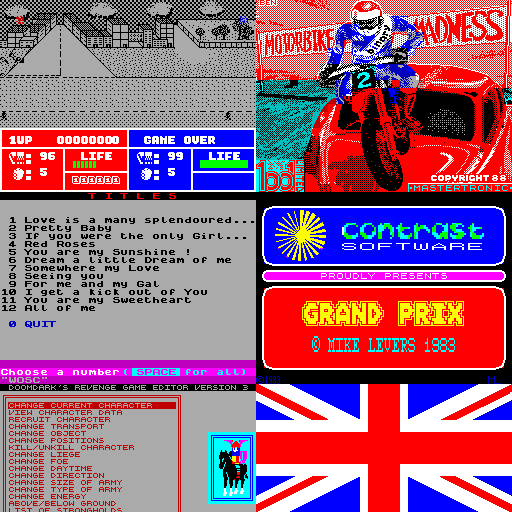 1UP 00000000 GAME OVER
96 LIFE 99 LIFE
5 5
MOTORBIKE MADNESS
2
COPYRIGHT 88
MASTERTRONIC
TITLES
1 Love is a many splendoured...
2 Pretty Baby
3 If you were the only Girl...
4 Red Roses
5 You are my Sunshine !
6 Dream a little Dream of me
7 Somewhere my Love
8 Seeing you
9 For me and my Gal
10 I get a kick out of You
11 You are my Sweetheart
12 All of me
0 QUIT
Choose a number( SPACE for all)
"WOSC"
contrast
SOFTWARE
PROUDLY PRESENTS
GRAND PRIX
© MIKE LEVERS 1983
DOOMDARK'S REVENGE GAME EDITOR VERSION 3
CHANGE CURRENT CHARACTER
VIEW CHARACTER DATA
RECRUIT CHARACTER
CHANGE TRANSPORT
CHANGE OBJECT
CHANGE POSITIONS
KILL/UNKILL CHARACTER
CHANGE LIEGE
CHANGE FOE
CHANGE DAYTIME
CHANGE DIRECTION
CHANGE SIZE OF ARMY
CHANGE TYPE OF ARMY
CHANGE ENERGY
ABOVE/BELOW GROUND
LIST OF STRONGHOLDS